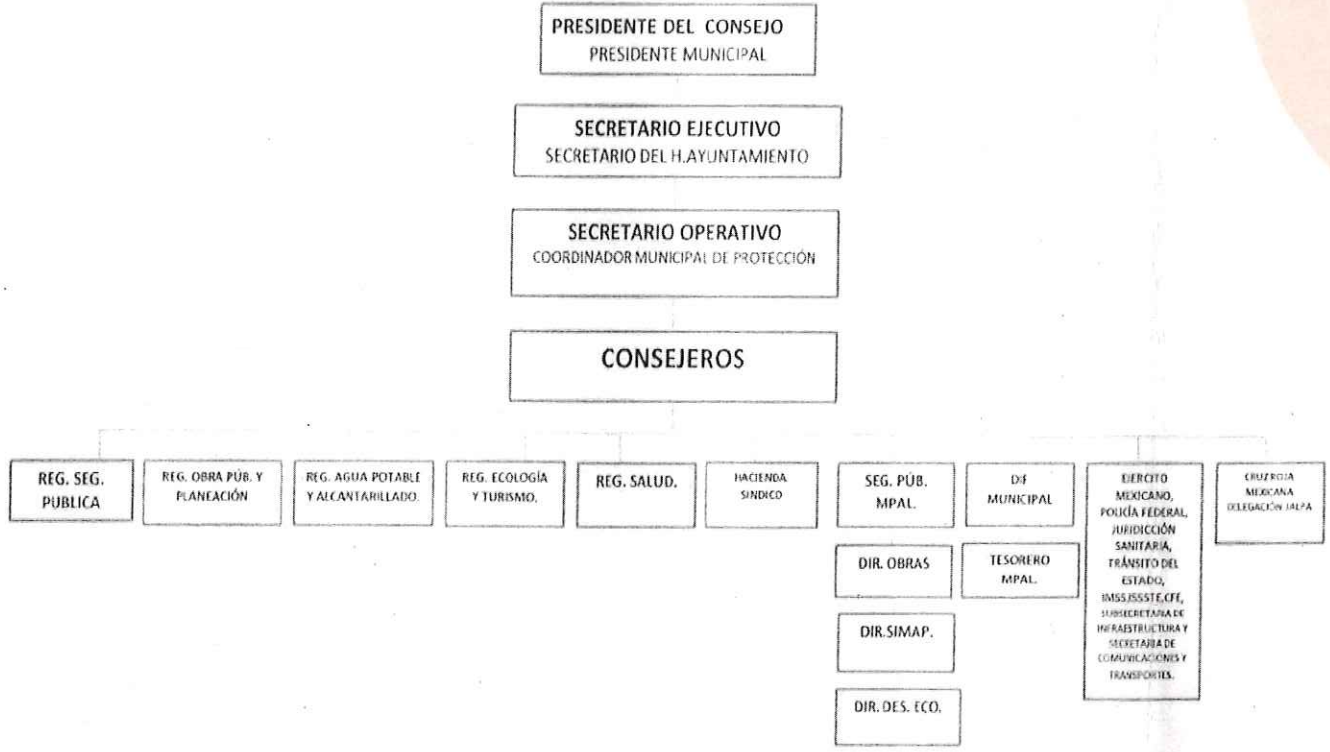 PRESIDENTE DEL CONSEJO
PRESIDENTE MUNICIPAL
SECRETARIO EJECUTIVO
SECRETARIO DEL H.AYUNTAMIENTO
SECRETARIO OPERATIVO
COORDINADOR MUNICIPAL DE PROTECCIÓN
CONSEJEROS
REG. SEG.
PUBLICA
REG. OBRA PÚB. Y
PLANEACIÓN
REG. AGUA POTABLE
Y ALCANTARILLADO.
REG. ECOLOGÍA
Y TURISMO.
REG. SALUD.
HACIENDA
SINDICO
SEG. PÚB.
MPAL.
DIR. OBRAS
DIR.SIMAP.
DIR. DES. ECO.
DIF
MUNICIPAL
TESORERO
MPAL.
EJERCITO
MEXICANO,
POLICÍA FEDERAL,
JURIDICCIÓN
SANITARIA,
TRÁNSITO DEL
ESTADO,
IMSS,ISSSTE,CFE,
SUBSECRETARIA DE
INFRAESTRUCTURA Y
SECRETARIA DE
COMUNICACIONES Y
TRANSPORTES.
CRUZ ROJA
MEXICANA
DELEGACIÓN JALPA